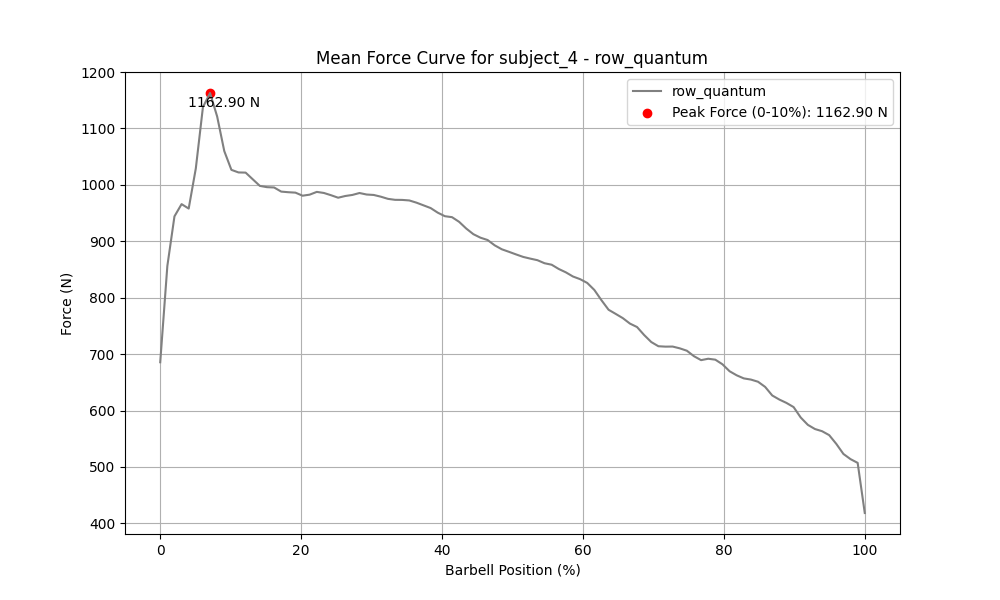 Mean Force Curve for subject_4 - row_quantum
1200
1100
1000
900
800
700
600
500
400
Force (N)
1162.90 N
row_quantum
Peak Force (0-10%): 1162.90 N
0 20 40 60 80 100
Barbell Position (%)